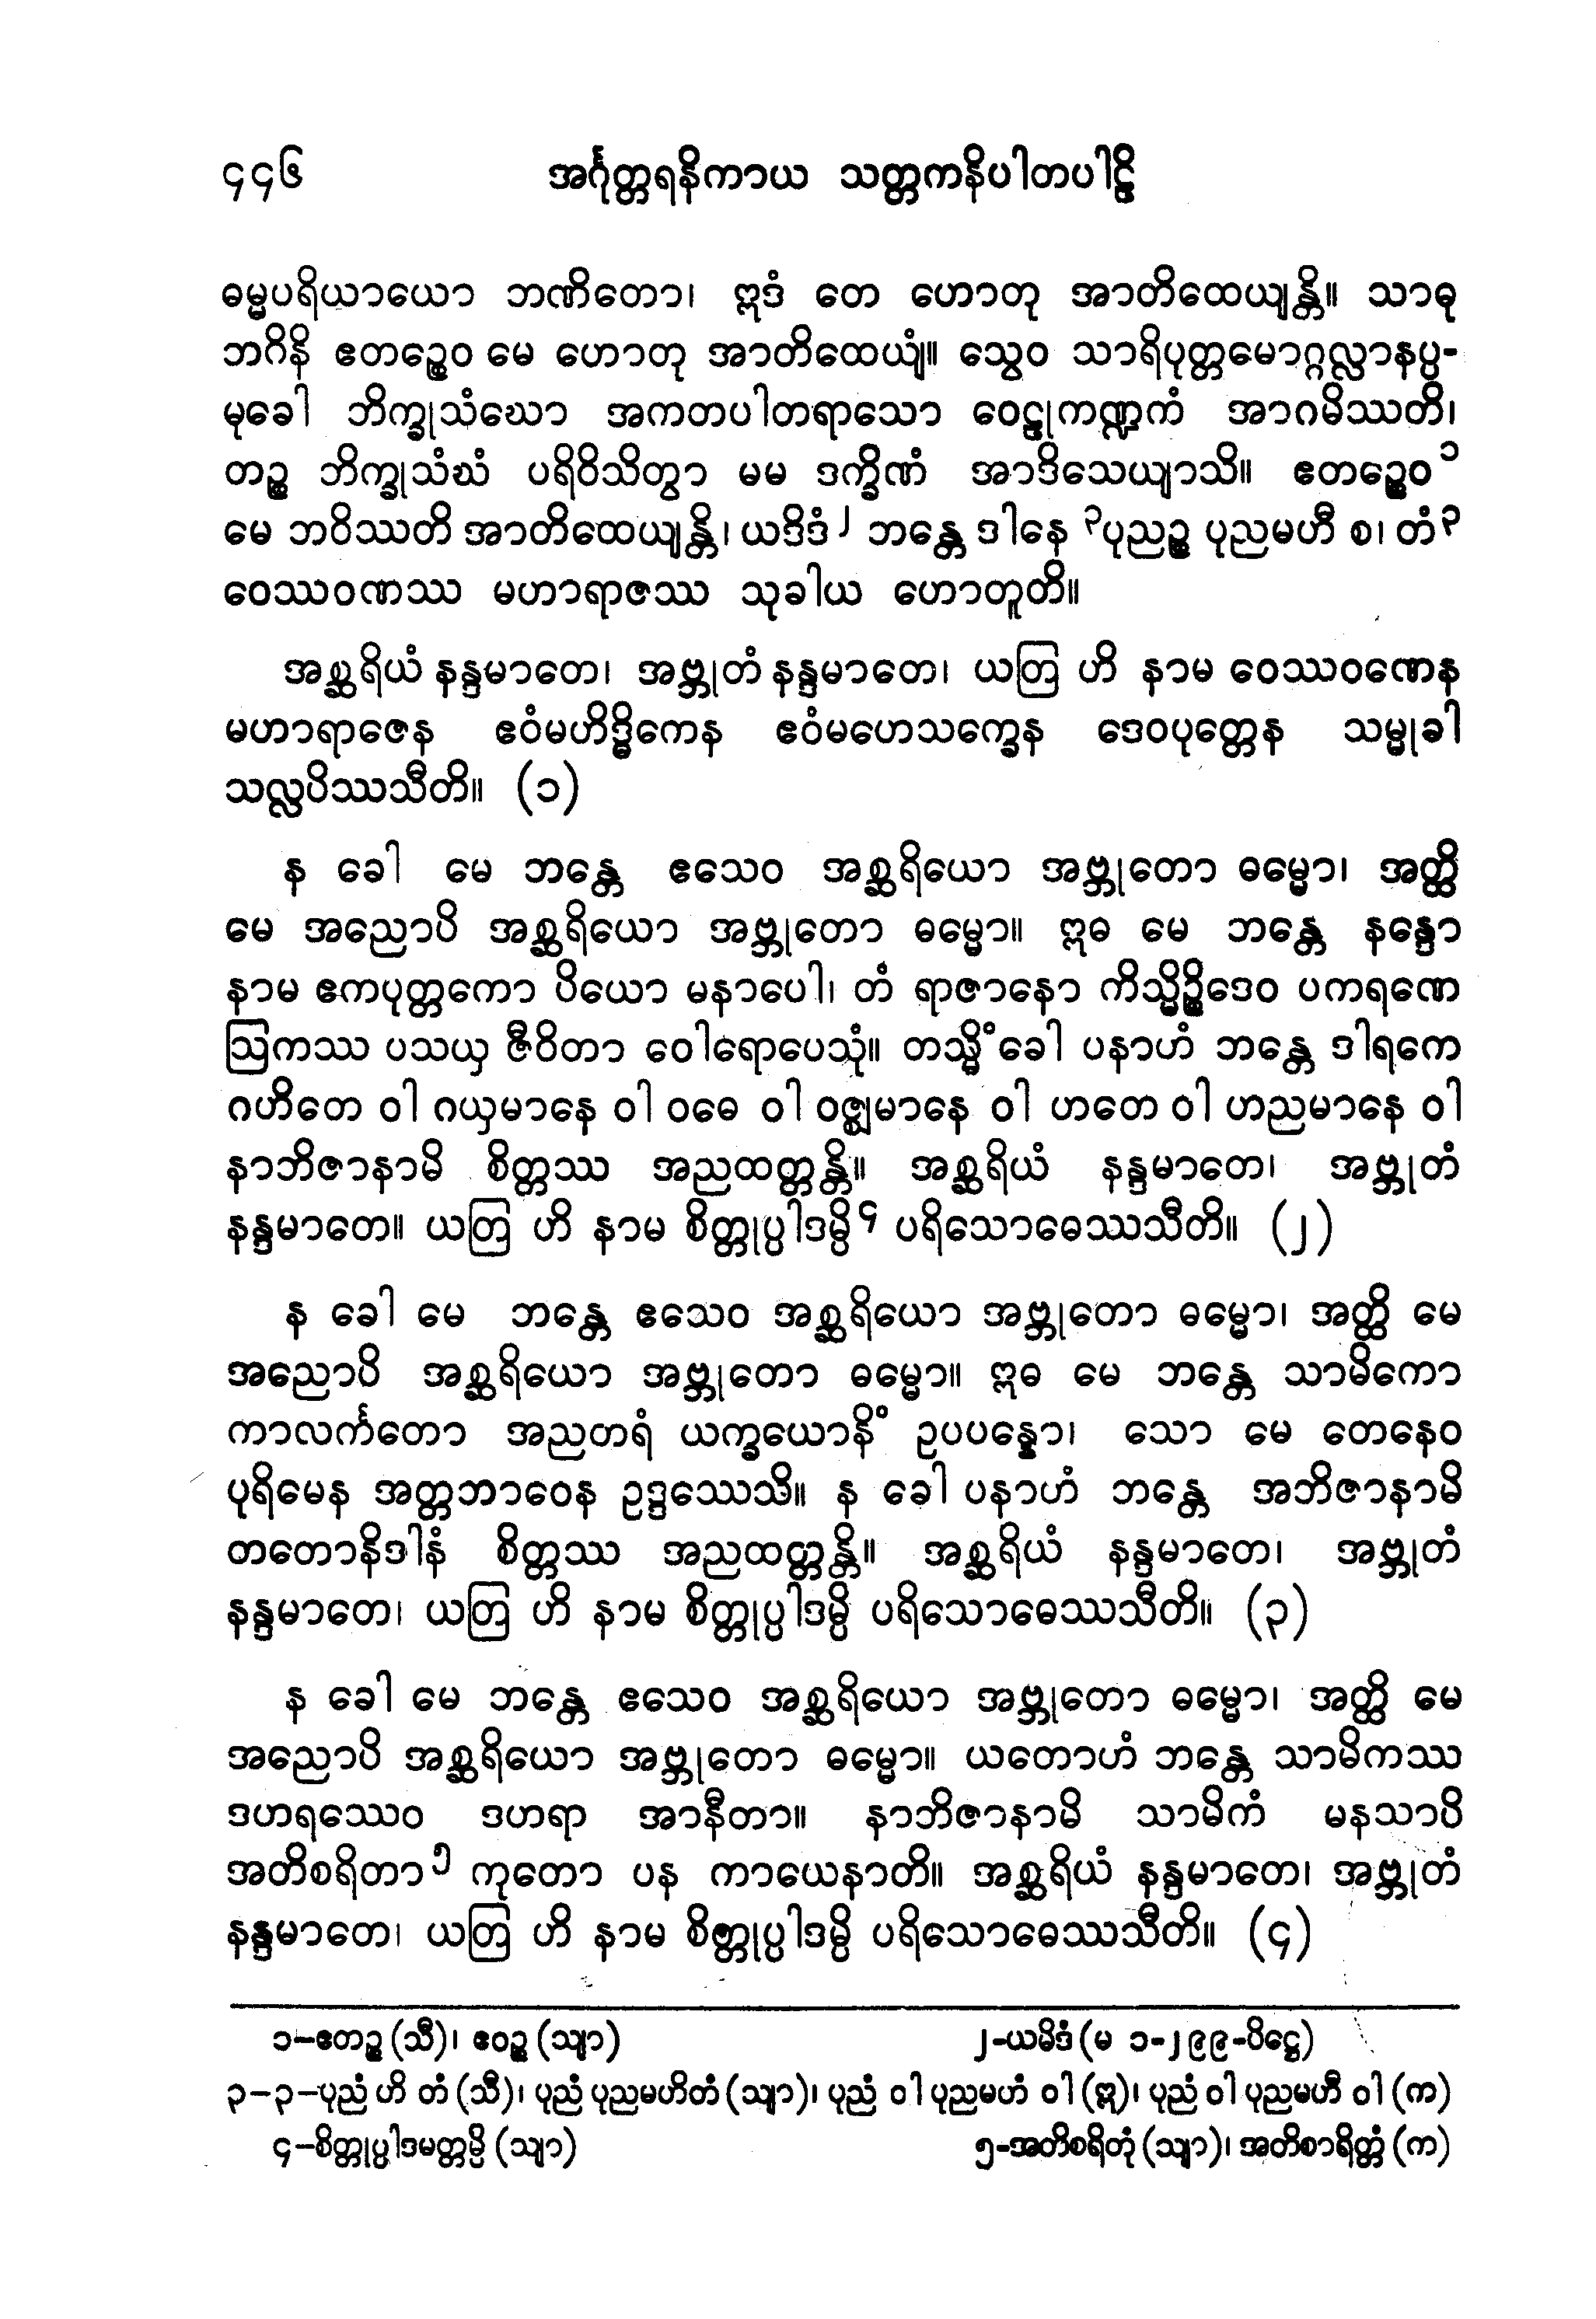 ၄၄၆ အင်္ဂုတ္တရနိကာယ သတ္တကနိပါတပါဠိ
ဓမ္မပရိယာယော ဘဏိတော၊ ဣဒံ တေ ဟောတု အာတိထေယျန္တိ။ သာဓု
ဘဂိနိ ဧတဉ္စေဝ မေ ဟောတု အာတိထေယျံ။ သွေဝ သာရိပုတ္တမောဂ္ဂလ္လာနပ္ပ-
မုခေါ ဘိက္ခုသံဃော အကတပါတရာသော ဝေဠုကဏ္ဍကံ အာဂမိဿတိ၊
တဉ္စ ဘိက္ခုသံဃံ ပရိဝိသိတွာ မမ ဒက္ခိဏံ အာဒိသေယျာသိ။ ဧတဉ္စေဝ ၁
မေ ဘဝိဿတိ အာတိထေယျန္တိ၊ ယဒိဒံ ၂ ဘန္တေ ဒါနေ ၃ပုညဉ္စ ပုညမဟီ စ၊ တံ၃
ဝေဿဝဏဿ မဟာရာဇဿ သုခါယ ဟောတူတိ။
အစ္ဆရိယံ နန္ဒမာတေ၊ အဗ္ဘုတံ နန္ဒမာတေ၊ ယတြ ဟိ နာမ ဝေဿဝဏေန
မဟာရာဇေန ဧဝံမဟိဒ္ဓိကေန ဧဝံမဟေသက္ခေန ဒေဝပုတ္တေန သမ္မုခါ
သလ္လပိဿသီတိ။ (၁)
န ခေါ မေ ဘန္တေ ဧသေဝ အစ္ဆရိယော အဗ္ဘုတော ဓမ္မော၊ အတ္ထိ
မေ အညောပိ အစ္ဆရိယော အဗ္ဘုတော ဓမ္မော။ ဣဓ မေ ဘန္တေ နန္ဒော
နာမ ဧကပုတ္တကော ပိယော မနာပေါ၊ တံ ရာဇာနော ကိသ္မိဉ္စိဒေဝ ပကရဏေ
ဩကဿ ပသယှ ဇီဝိတာ ဝေါရောပေသုံ။ တသ္မိံ ခေါ ပနာဟံ ဘန္တေ ဒါရကေ
ဂဟိတေ ဝါ ဂယှမာနေ ဝါ ဝဓေ ဝါ ဝဇ္ဈမာနေ ဝါ ဟတေ ဝါ ဟညမာနေ ဝါ
နာဘိဇာနာမိ စိတ္တဿ အညထတ္တန္တိ။ အစ္ဆရိယံ နန္ဒမာတေ၊ အဗ္ဘုတံ
နန္ဒမာတေ။ ယတြ ဟိ နာမ စိတ္တုပ္ပါဒမ္ပိ ၄ ပရိသောဓေဿသီတိ။ (၂)
န ခေါ မေ ဘန္တေ ဧသေဝ အစ္ဆရိယော အဗ္ဘုတော ဓမ္မော၊ အတ္ထိ မေ
အညောပိ အစ္ဆရိယော အဗ္ဘုတော ဓမ္မော။ ဣဓ မေ ဘန္တေ သာမိကော
ကာလင်္ကတော အညတရံ ယက္ခယောနိံ ဥပပန္နော၊ သော မေ တေနေဝ
ပုရိမေန အတ္တဘာဝေန ဥဒ္ဒဿေသိ။ န ခေါ ပနာဟံ ဘန္တေ အဘိဇာနာမိ
တတောနိဒါနံ စိတ္တဿ အညထတ္တန္တိ။ အစ္ဆရိယံ နန္ဒမာတေ၊ အဗ္ဘုတံ
နန္ဒမာတေ၊ ယတြ ဟိ နာမ စိတ္တုပ္ပါဒမ္ပိ ပရိသောဓေဿသီတိ။ (၃)
န ခေါ မေ ဘန္တေ ဧသေဝ အစ္ဆရိယော အဗ္ဘုတော ဓမ္မော၊ အတ္ထိ မေ
အညောပိ အစ္ဆရိယော အဗ္ဘုတော ဓမ္မော။ ယတောဟံ ဘန္တေ သာမိကဿ
ဒဟရဿေဝ ဒဟရာ အာနီတာ။ နာဘိဇာနာမိ သာမိကံ မနသာပိ
အတိစရိတာ ၅ ကုတော ပန ကာယေနာတိ။ အစ္ဆရိယံ နန္ဒမာတေ၊ အဗ္ဘုတံ
နန္ဒမာတေ၊ ယတြ ဟိ နာမ စိတ္တုပ္ပါဒမ္ပိ ပရိသောဓေဿသီတိ။ (၄)
၁-ဧတဉ္စ (သီ)၊ ဧဝဉ္စ (သျာ) ၂-ယမိဒံ (မ ၁-၂၉၉-ပိဋ္ဌေ)
၃-၃-ပုညံ ဟိ တံ (သီ)၊ ပုညံ ပုညမဟိတံ (သျာ)၊ ပုညံ ဝါ ပုညမဟံ ဝါ (ဣ)၊ ပုညံ ဝါ ပုညမဟီ ဝါ (က)
၄-စိတ္တုပ္ပါဒမတ္တမ္ပိ (သျာ) ၅-အတိစရိတုံ (သျာ)၊ အတိစာရိတ္တံ (က)